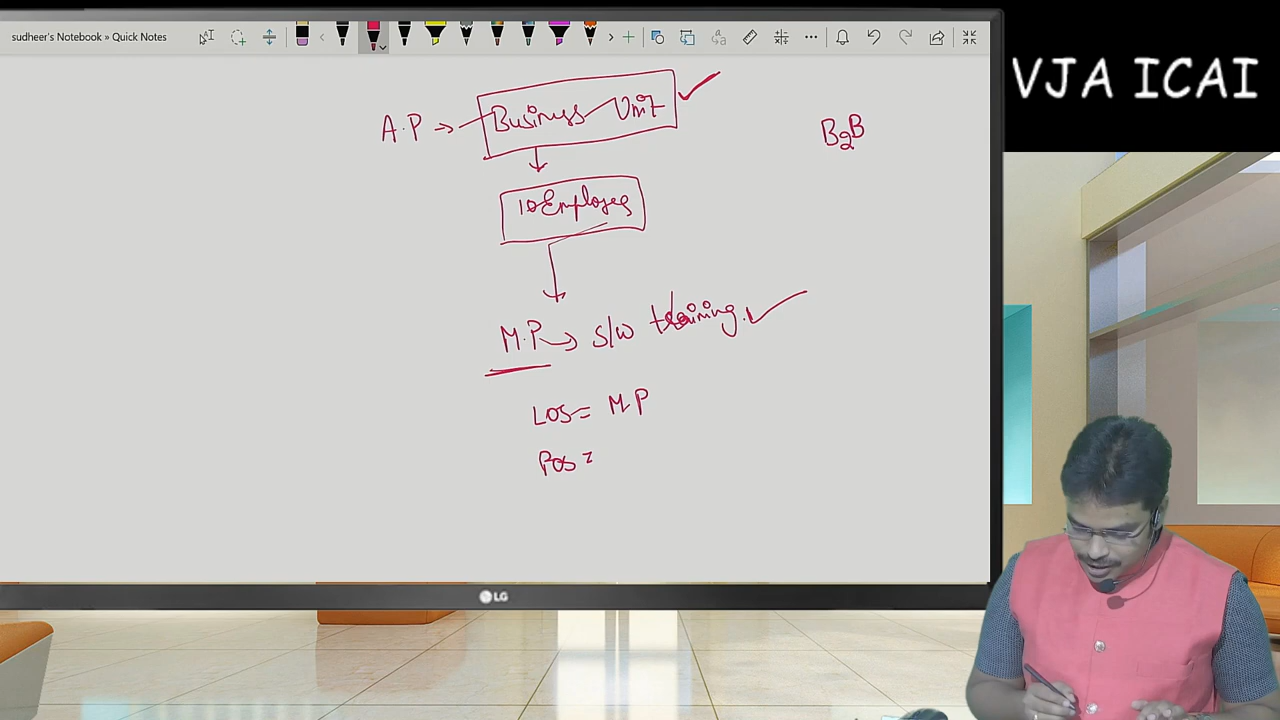 sudheer's Notebook » Quick Notes
VJA ICAI
A.P → Business Unit
B2B
10 Employees
M.P → S/W training.
LOS = M.P
POS =
LG